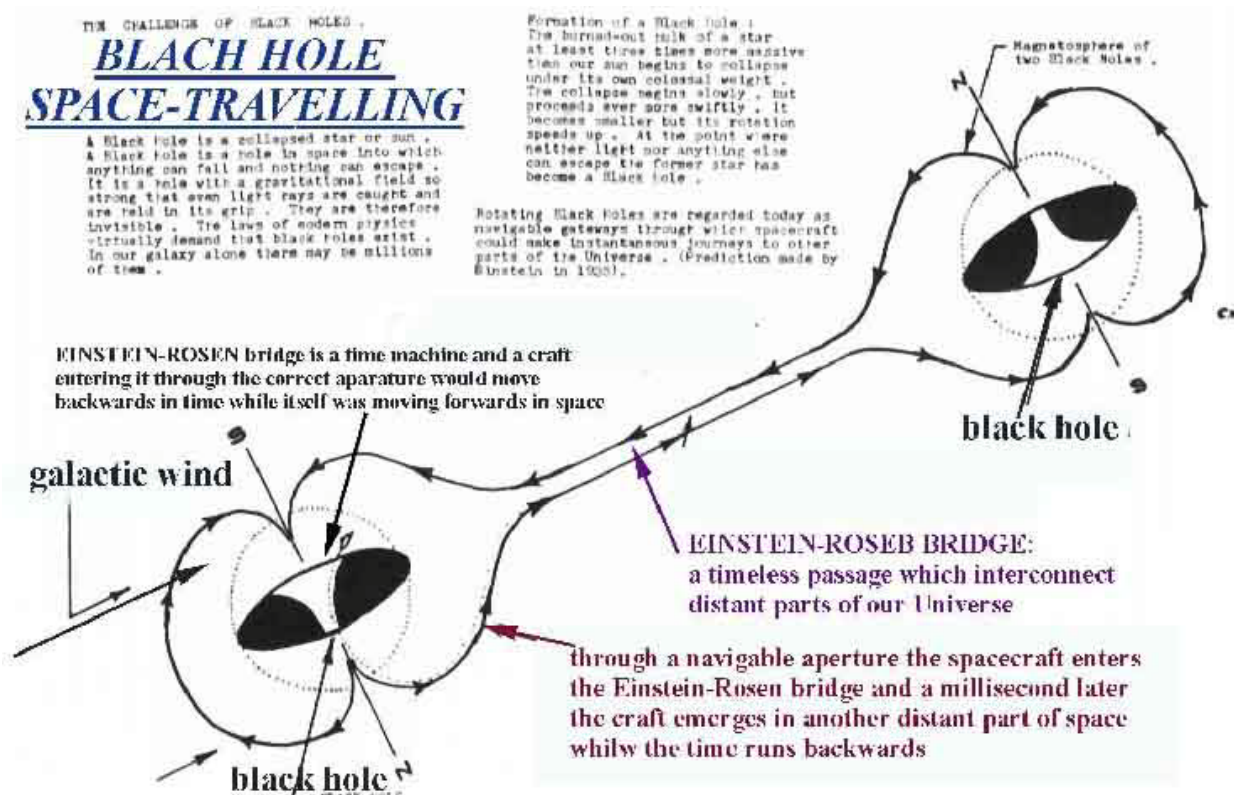 THE CHALLENGE OF BLACK HOLES .
BLACH HOLE
SPACE-TRAVELLING
A Black hole is a collapsed star or sun .
A Black hole is a hole in space into which
anything can fall and nothing can escape .
It is a hole with a gravitational field so
strong that even light rays are caught and
are held in its grip . They are therefore
invisible . The laws of modern physics
virtually demand that black holes exist .
In our galaxy alone there may be millions
of them .
Formation of a Black hole :
The burned-out hulk of a star
at least three times more massive
than our sun begins to collapse
under its own colossal weight .
The collapse begins slowly , but
proceeds ever more swiftly . It
becomes smaller but its rotation
speeds up . At the point where
neither light nor anything else
can escape the former star has
become a Black hole .
Rotating Black Holes are regarded today as
navigable gateways through which spacecraft
could make instantaneous journeys to other
parts of the Universe . (Prediction made by
Einstein in
Magnatosphere of
two Black Holes .
N
S
black hole
EINSTEIN-ROSEN bridge is a time machine and a craft
entering it through the correct aparature would move
backwards in time while itself was moving forwards in space
galactic wind
S
EINSTEIN-ROSEB BRIDGE:
a timeless passage which interconnect
distant parts of our Universe
through a navigable aperture the spacecraft enters
the Einstein-Rosen bridge and a millisecond later
the craft emerges in another distant part of space
whilw the time runs backwards
N
black hole